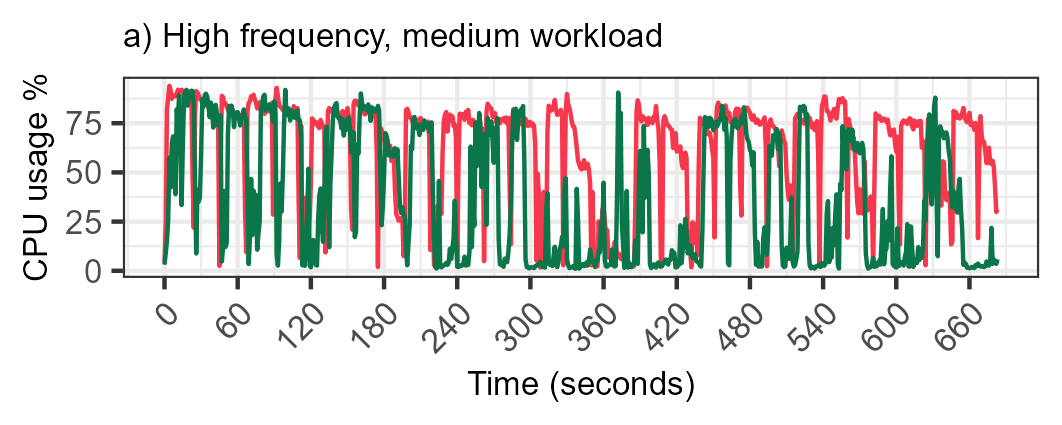 a) High frequency, medium workload
CPU usage %
75
50
25
0
0 60 120 180 240 300 360 420 480 540 600 660
Time (seconds)